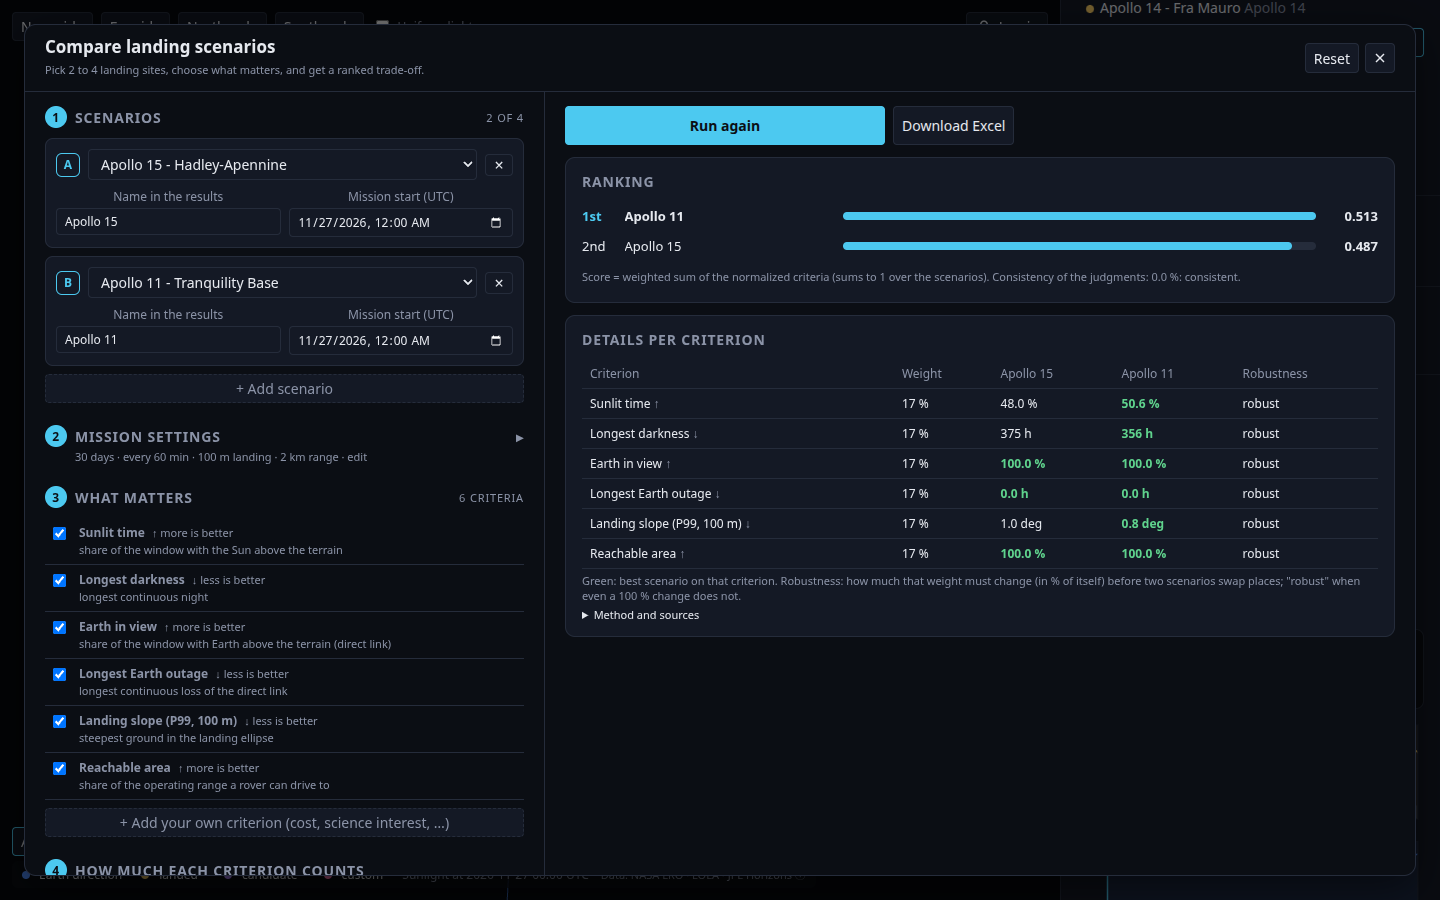 Apollo 14 - Fra Mauro Apollo 14
Compare landing scenarios
Pick 2 to 4 landing sites, choose what matters, and get a ranked trade-off.
Reset ×
1 SCENARIOS 2 OF 4
A Apollo 15 - Hadley-Apennine ×
Name in the results Mission start (UTC)
Apollo 15 11/27/2026, 12:00 AM
B Apollo 11 - Tranquility Base ×
Name in the results Mission start (UTC)
Apollo 11 11/27/2026, 12:00 AM
+ Add scenario
2 MISSION SETTINGS ▶
30 days · every 60 min · 100 m landing · 2 km range · edit
3 WHAT MATTERS 6 CRITERIA
Sunlit time ↑ more is better
share of the window with the Sun above the terrain
Longest darkness ↓ less is better
longest continuous night
Earth in view ↑ more is better
share of the window with Earth above the terrain (direct link)
Longest Earth outage ↓ less is better
longest continuous loss of the direct link
Landing slope (P99, 100 m) ↓ less is better
steepest ground in the landing ellipse
Reachable area ↑ more is better
share of the operating range a rover can drive to
+ Add your own criterion (cost, science interest, ...)
4 HOW MUCH EACH CRITERION COUNTS
Run again Download Excel
RANKING
1st Apollo 11 0.513
2nd Apollo 15 0.487
Score = weighted sum of the normalized criteria (sums to 1 over the scenarios). Consistency of the judgments: 0.0 %: consistent.
DETAILS PER CRITERION
Criterion Weight Apollo 15 Apollo 11 Robustness
Sunlit time ↑ 17 % 48.0 % 50.6 % robust
Longest darkness ↓ 17 % 375 h 356 h robust
Earth in view ↑ 17 % 100.0 % 100.0 % robust
Longest Earth outage ↓ 17 % 0.0 h 0.0 h robust
Landing slope (P99, 100 m) ↓ 17 % 1.0 deg 0.8 deg robust
Reachable area ↑ 17 % 100.0 % 100.0 % robust
Green: best scenario on that criterion. Robustness: how much that weight must change (in % of itself) before two scenarios swap places; "robust" when
even a 100 % change does not.
▶ Method and sources